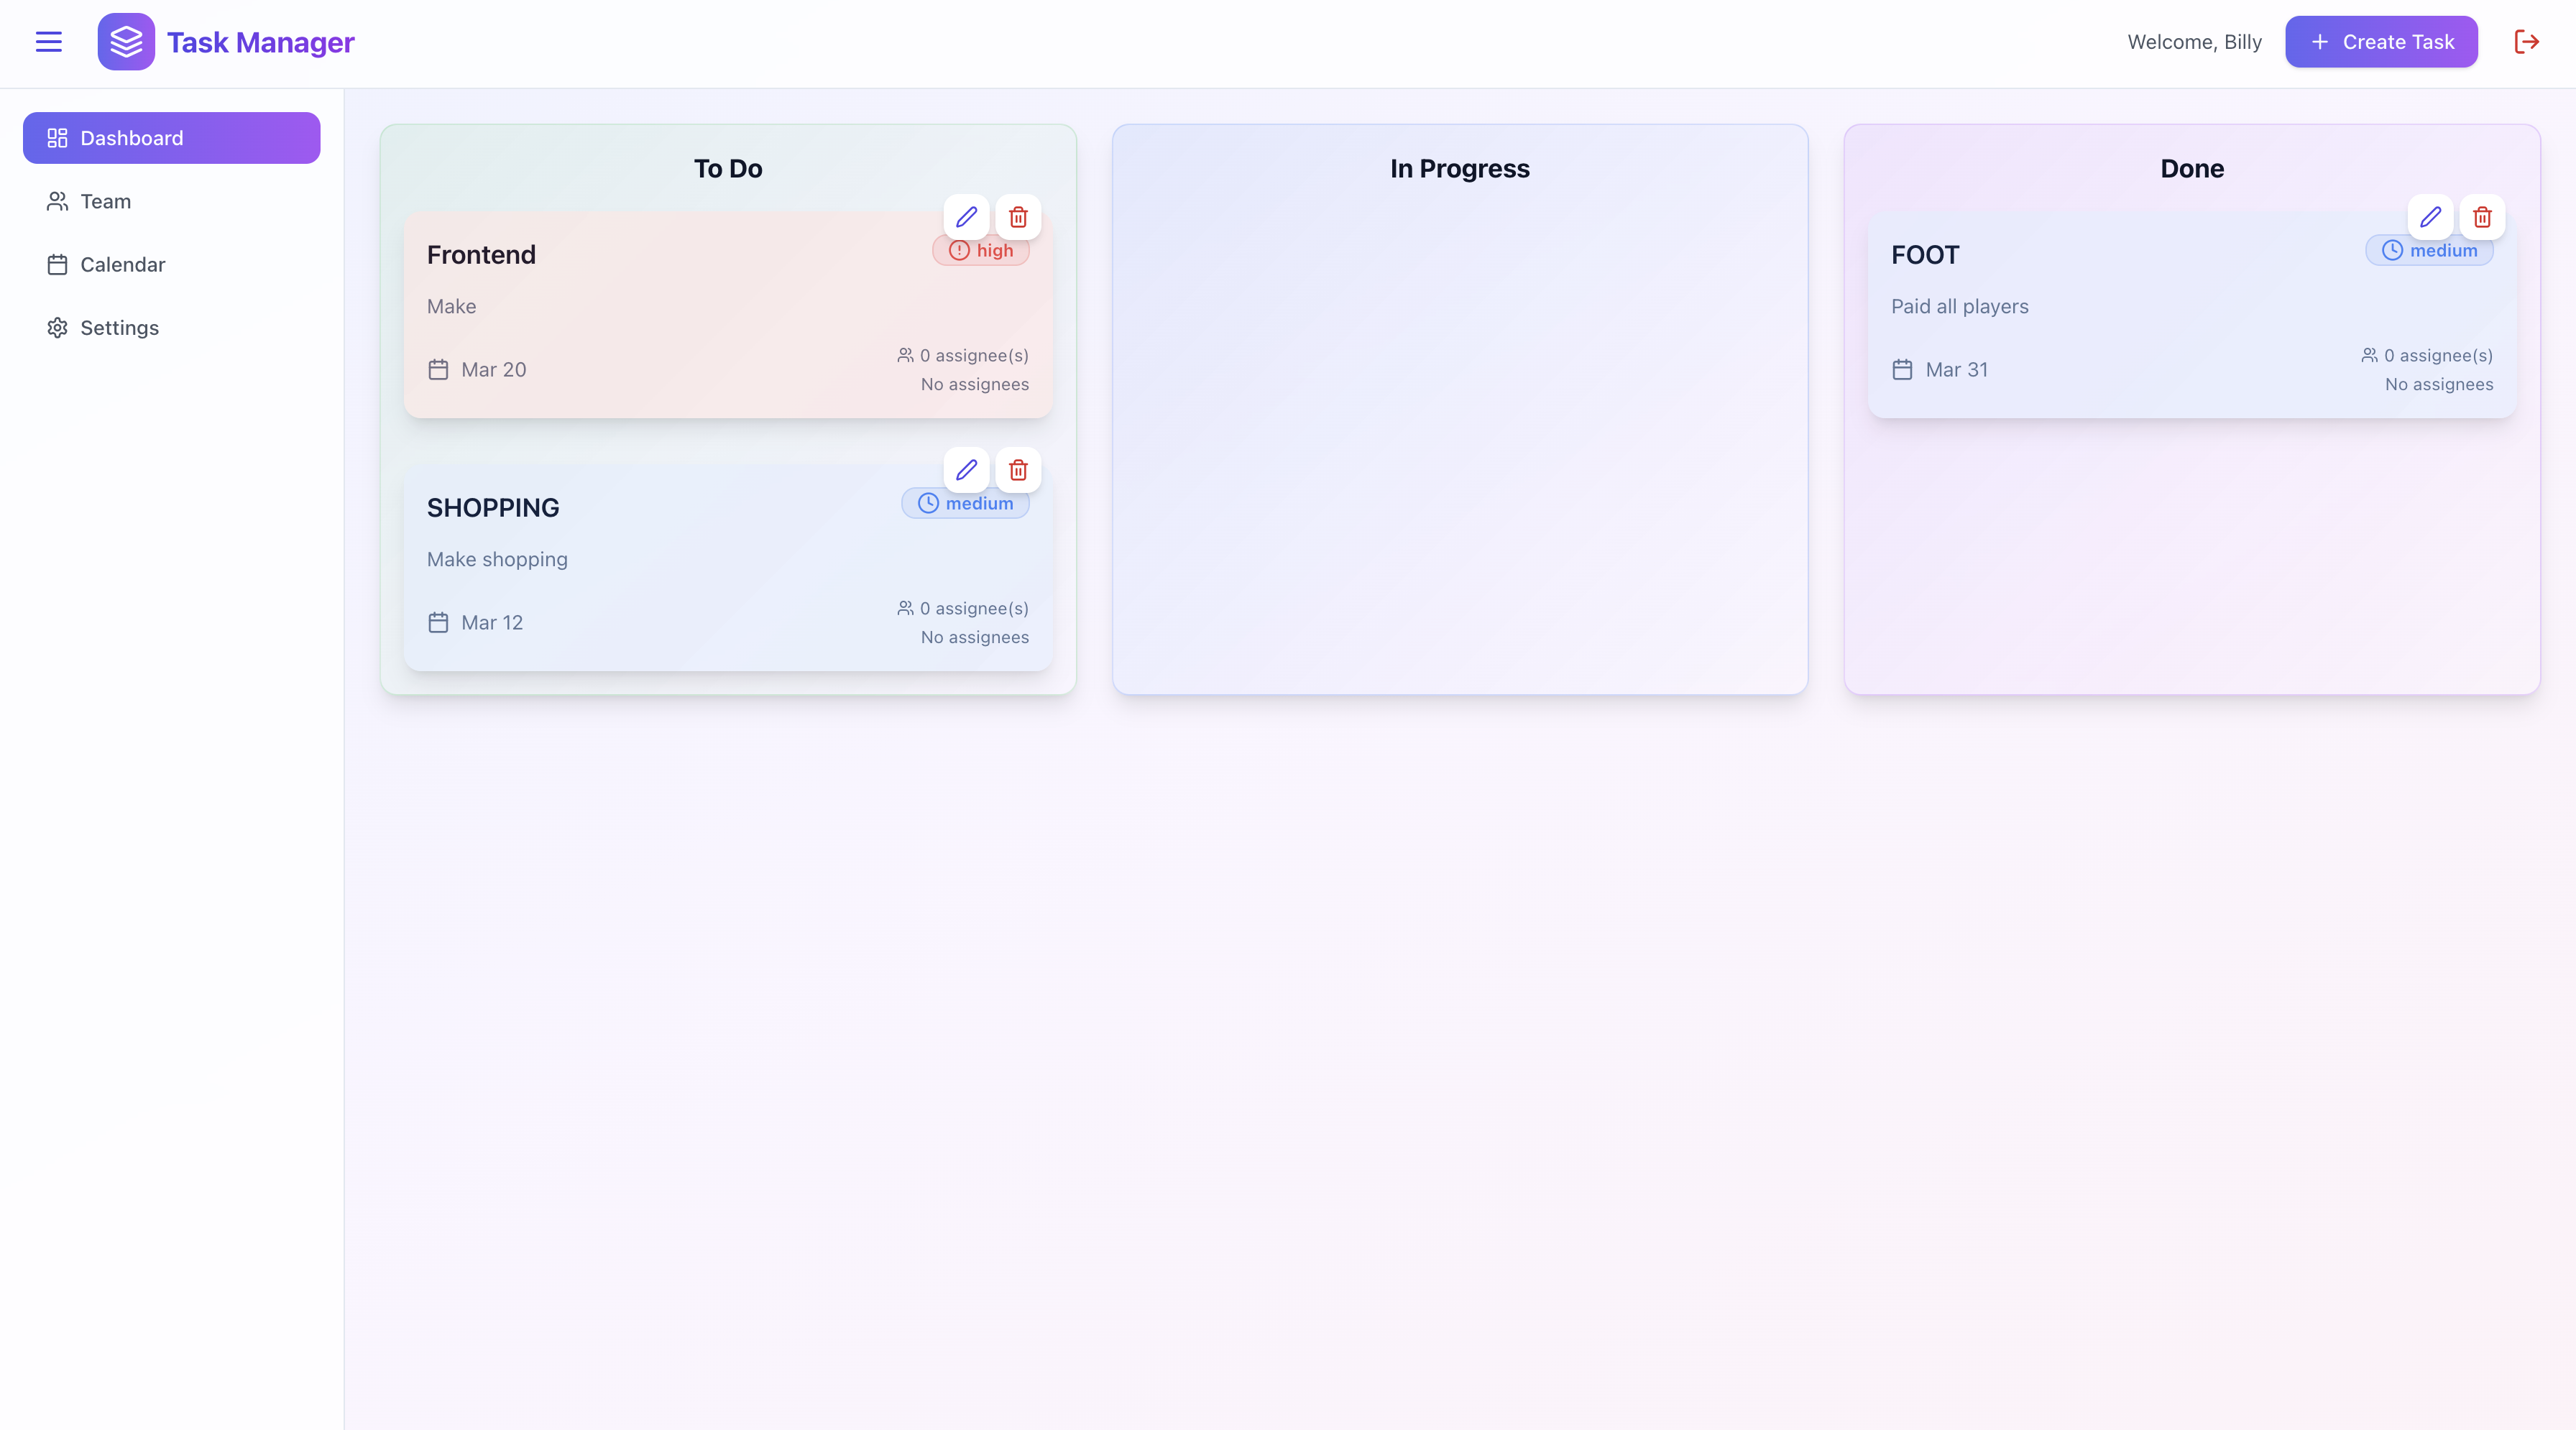 Task Manager
Welcome, Billy
Create Task
Dashboard
Team
Calendar
Settings
To Do
Frontend
high
Make
Mar 20
0 assignee(s)
No assignees
SHOPPING
medium
Make shopping
Mar 12
0 assignee(s)
No assignees
In Progress
Done
FOOT
medium
Paid all players
Mar 31
0 assignee(s)
No assignees